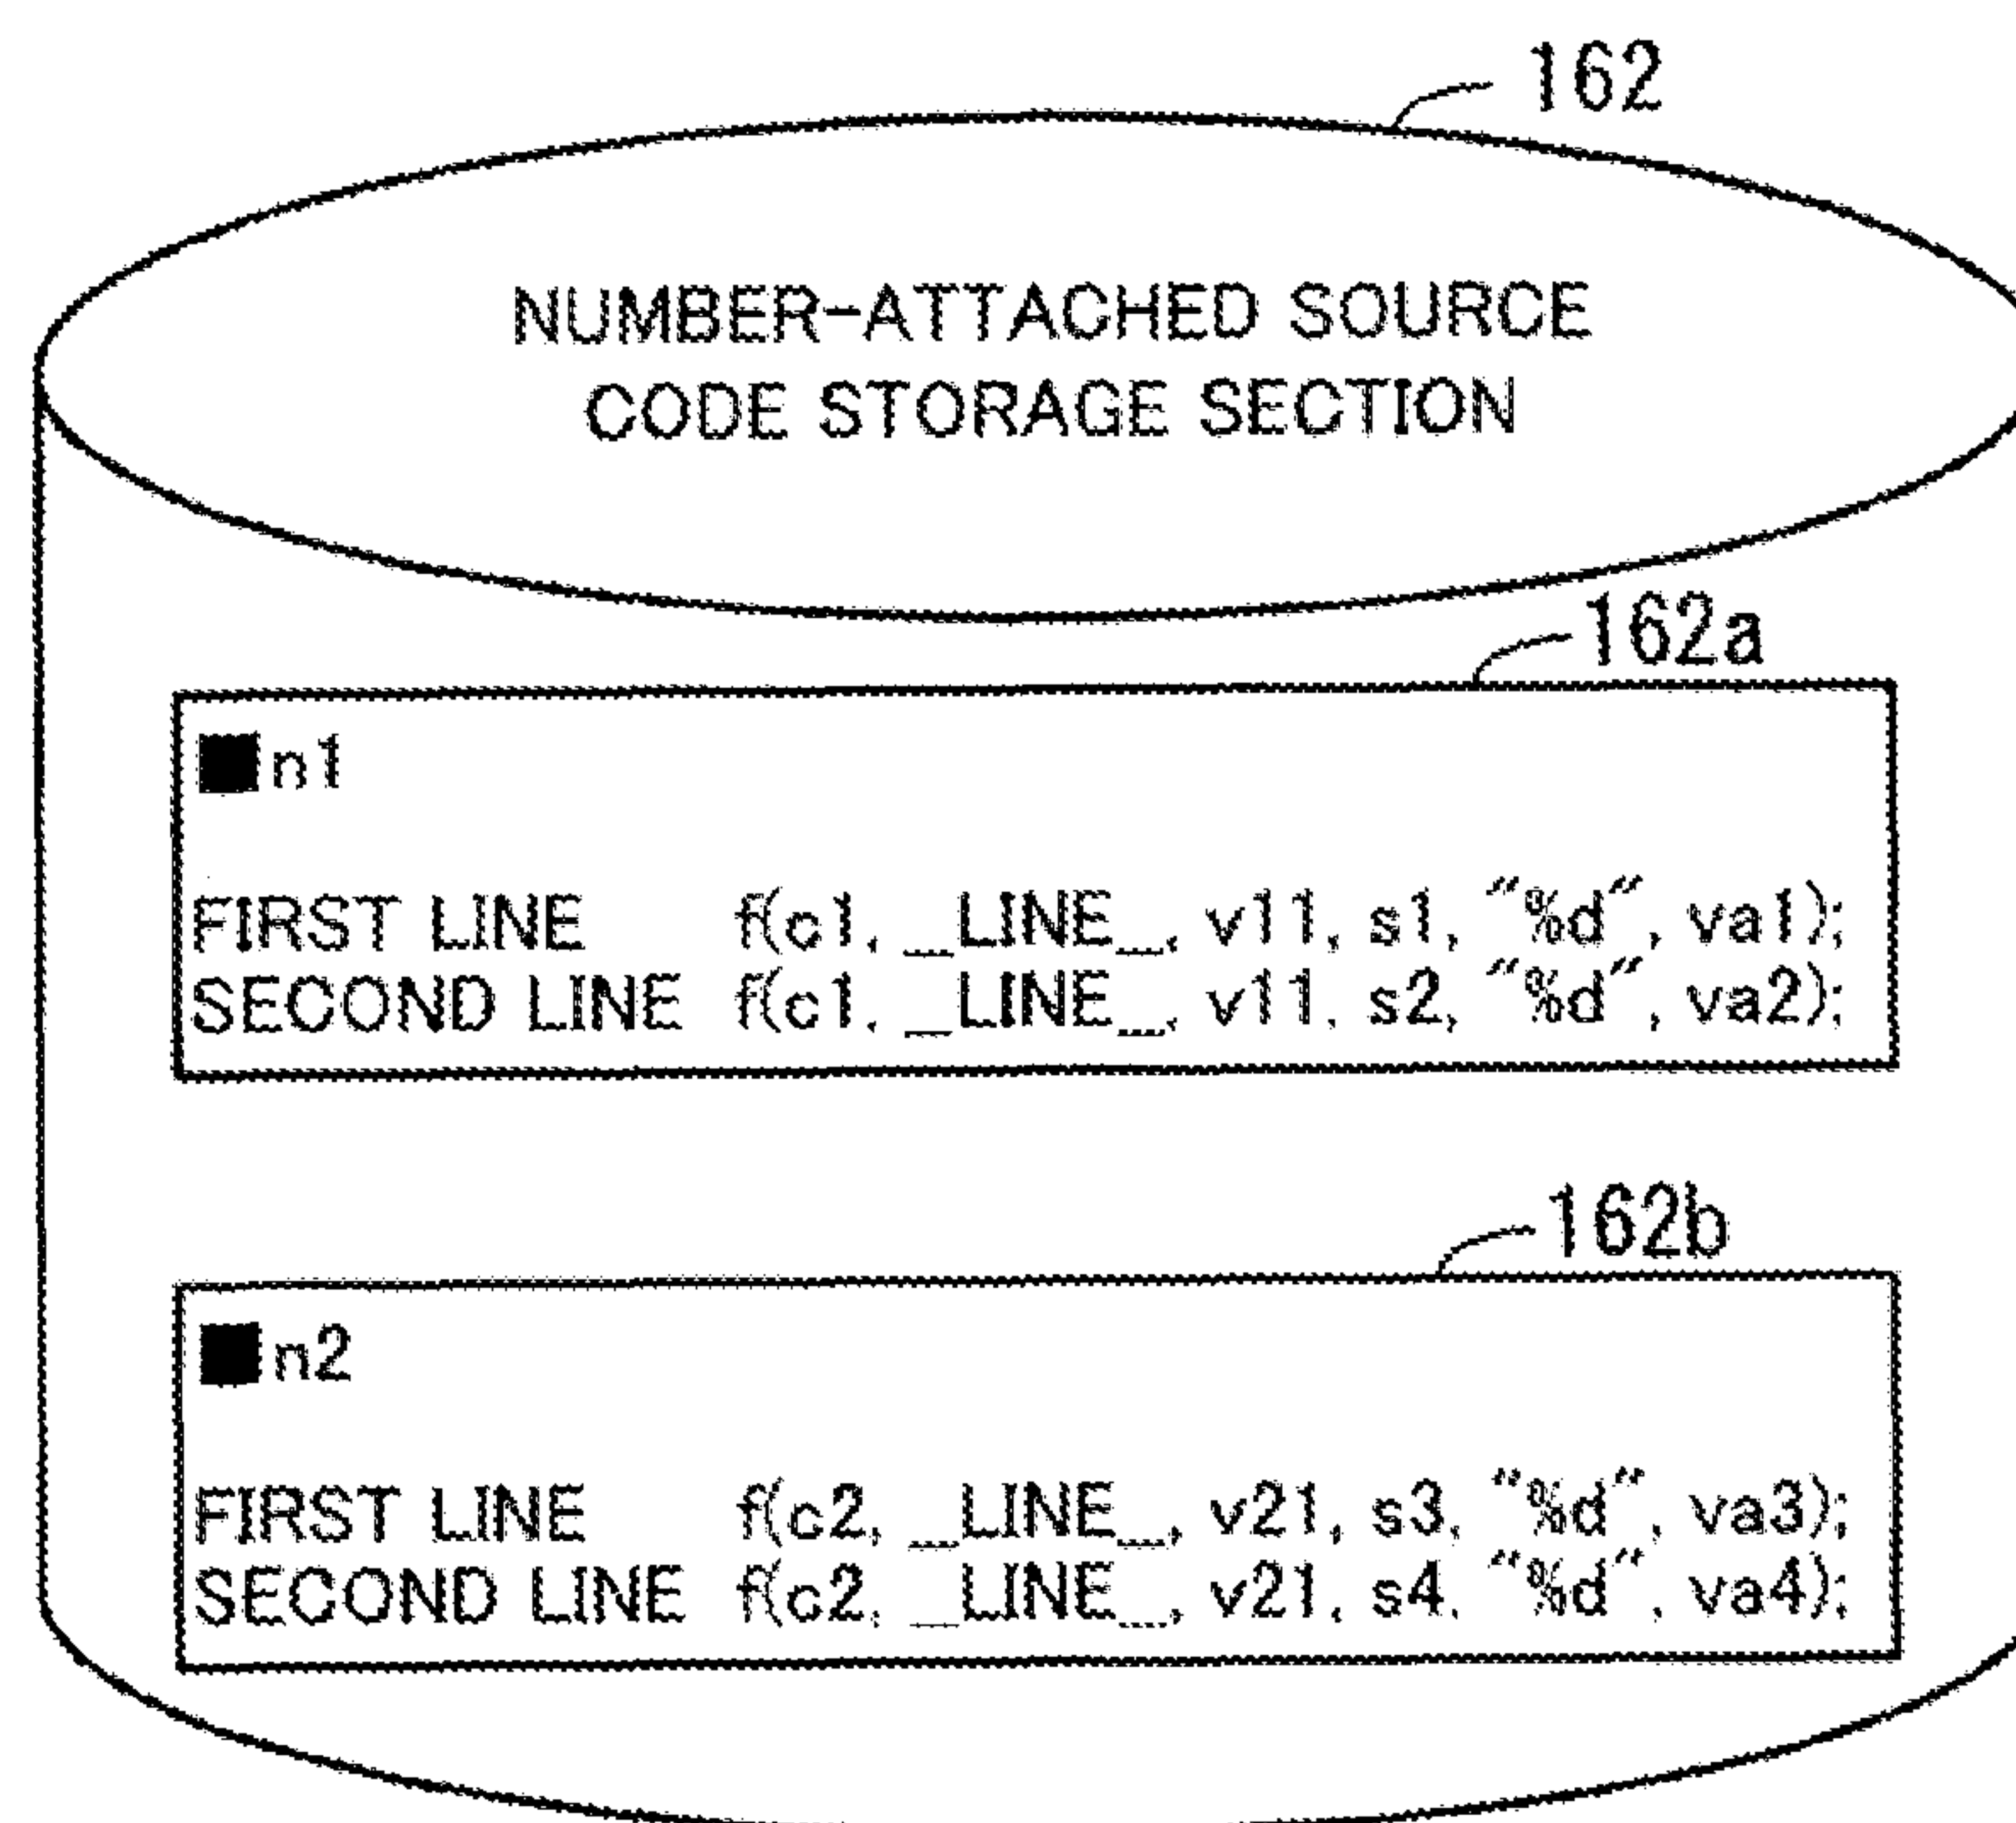 162
NUMBER-ATTACHED SOURCE
CODE STORAGE SECTION
162a
■n1
FIRST LINE f(c1, _LINE_, v11, s1, "%d", va1);
SECOND LINE f(c1, _LINE_, v11, s2, "%d", va2);
162b
■n2
FIRST LINE f(c2, _LINE_, v21, s3, "%d", va3);
SECOND LINE f(c2, _LINE_, v21, s4, "%d", va4);